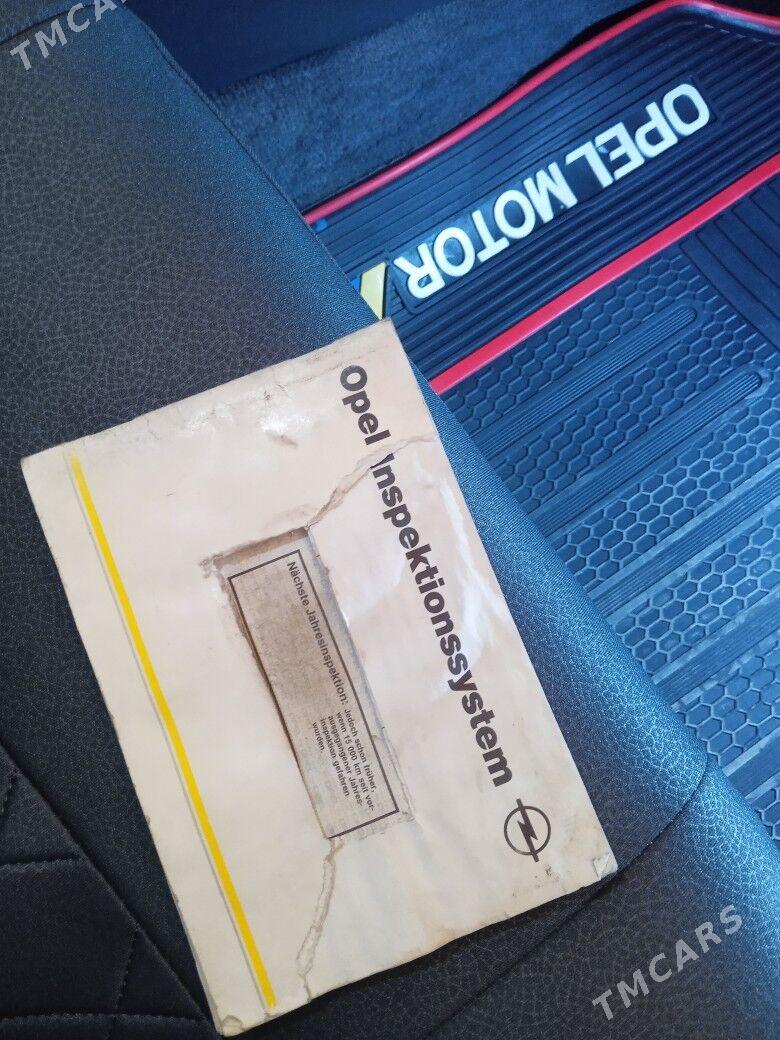 TMCARS
OPEL MOTOR
Opel Inspektionssystem
Nächste Jahresinspektion: Jedoch schon früher,
wenn 15 000 km seit vor-
ausgegangener Jahres-
inspektion gefahren
wurden.
TMCARS